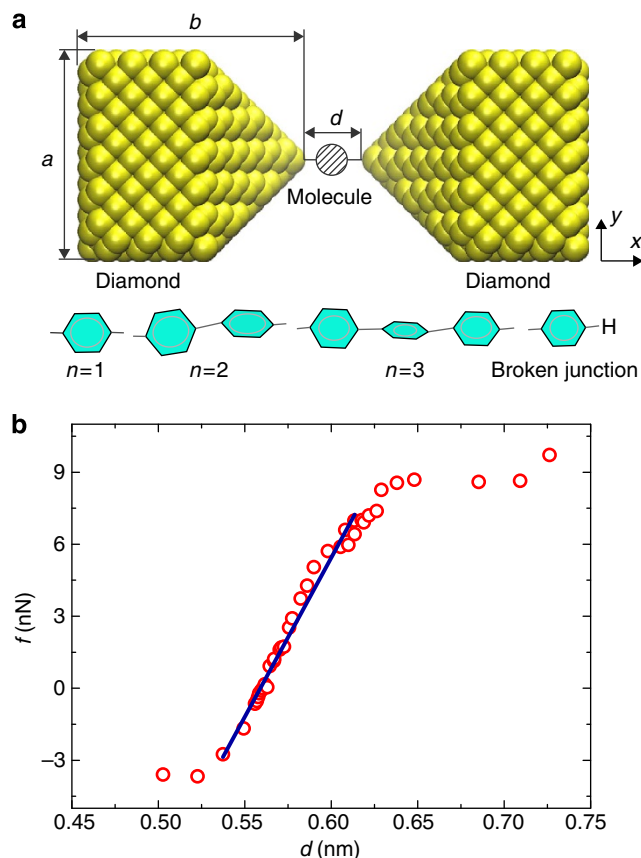 a
b
a
d
Molecule
y
x
Diamond
Diamond
H
n=1
n=2
n=3
Broken junction
b
9
6
3
0
−3
f (nN)
0.45
0.50
0.55
0.60
0.65
0.70
0.75
d (nm)